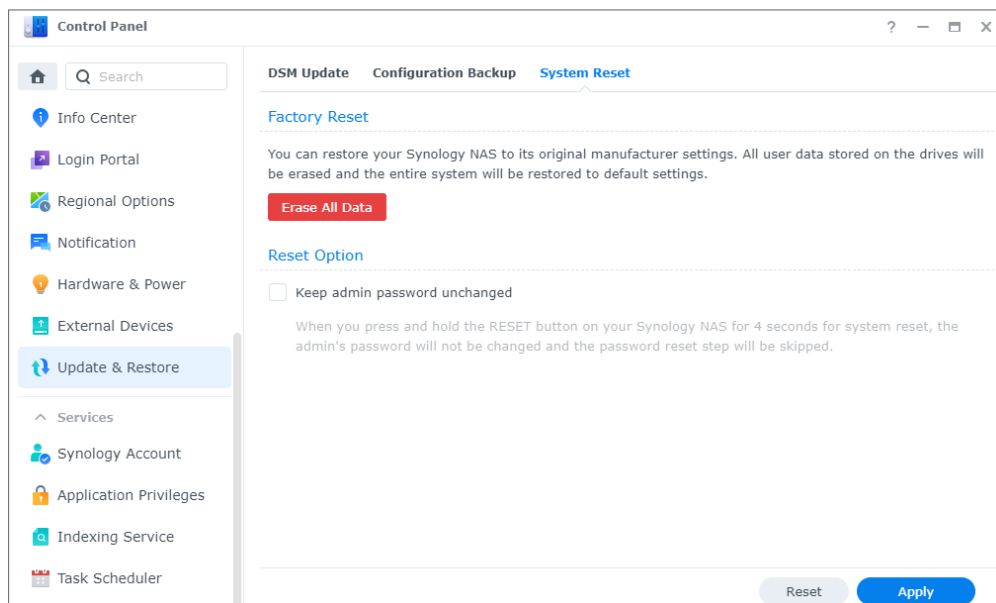 Control Panel
?
Search
Info Center
Login Portal
Regional Options
Notification
Hardware & Power
External Devices
Update & Restore
Services
Synology Account
Application Privileges
Indexing Service
Task Scheduler
DSM Update Configuration Backup System Reset
Factory Reset
You can restore your Synology NAS to its original manufacturer settings. All user data stored on the drives will
be erased and the entire system will be restored to default settings.
Erase All Data
Reset Option
Keep admin password unchanged
When you press and hold the RESET button on your Synology NAS for 4 seconds for system reset, the
admin's password will not be changed and the password reset step will be skipped.
Reset Apply